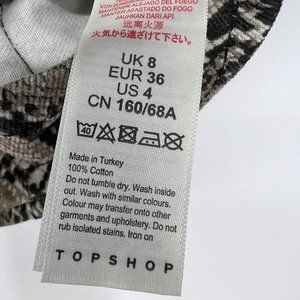 MANTER AFASTADO DO FOGO
JAUHKAN DARI API
远离火源
火気から遠ざけて下さい。
UK 8
EUR 36
US 4
CN 160/68A
40
Made in Turkey
100% Cotton
Do not tumble dry. Wash inside
out. Wash with similar colours.
Colour may transfer onto other
garments and upholstery. Do not
rub isolated stains. Iron on
TOPSHOP